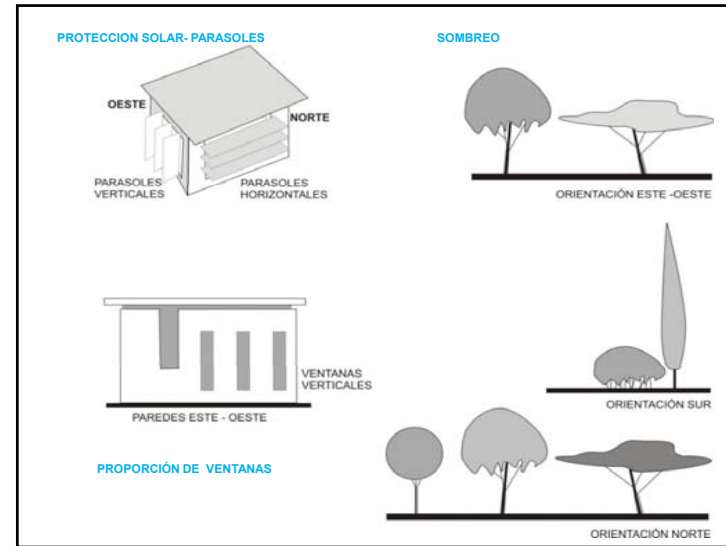 PROTECCION SOLAR- PARASOLES
OESTE
NORTE
PARASOLES
VERTICALES
PARASOLES
HORIZONTALES
SOMBREO
ORIENTACIÓN ESTE -OESTE
VENTANAS
VERTICALES
PAREDES ESTE - OESTE
PROPORCIÓN DE VENTANAS
ORIENTACIÓN SUR
ORIENTACIÓN NORTE